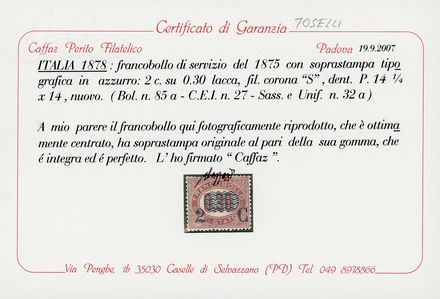 Certificato di Garanzia
TOSELLI
Caffaz Perito Filatelico
Padova 19.9.2007
ITALIA 1878 : francobollo di servizio del 1875 con soprastampa tipo
grafica in azzurro: 2 c. su 0.30 lacca, fil. corona “S”, dent. P. 14 ¼
x 14 , nuovo. ( Bol. n. 85 a - C.E.I. n. 27 - Sass. e Unif. n. 32 a )
A mio parere il francobollo qui fotograficamente riprodotto, che è ottima
mente centrato, ha soprastampa originale al pari della sua gomma, che
é integra ed é perfetto. L' ho firmato “ Caffaz ”.
2 C
STATO
Via Penghe, 1b 35030 Caselle di Selvazzano (PD) Tel 049 8978866